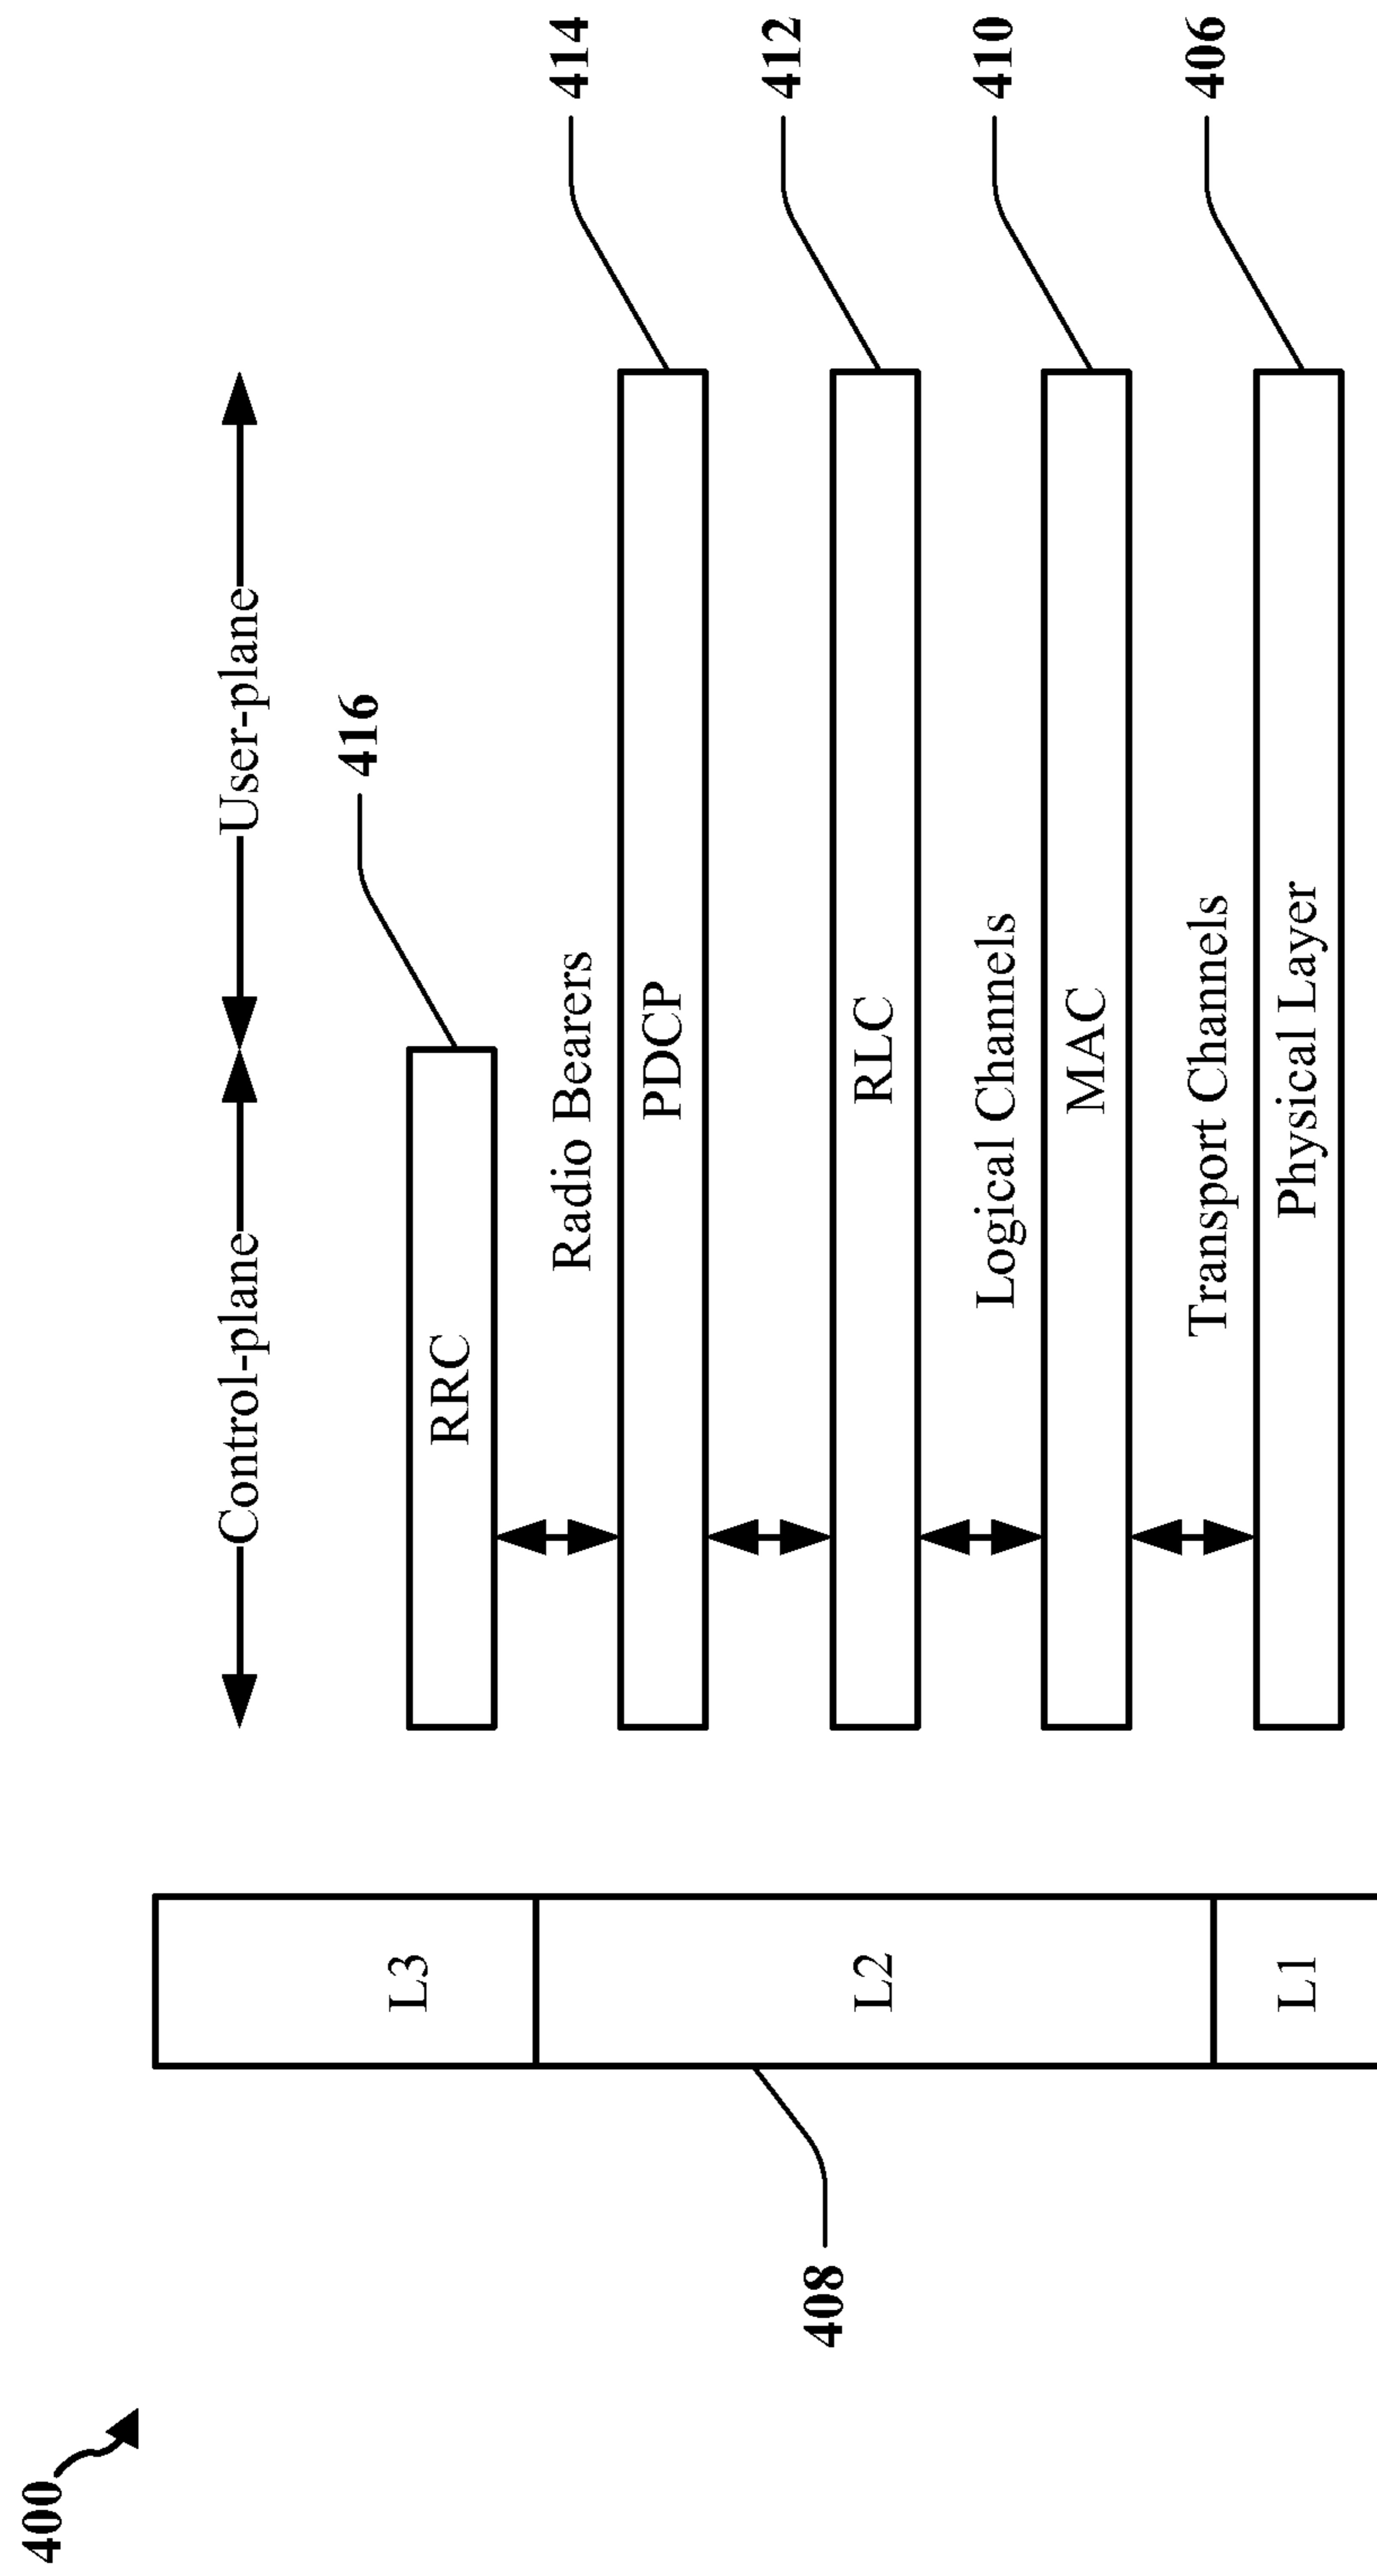 400
Control-plane User-plane
416
RRC
L3
Radio Bearers
414
PDCP
408
L2
RLC
412
Logical Channels
410
MAC
Transport Channels
406
L1
Physical Layer